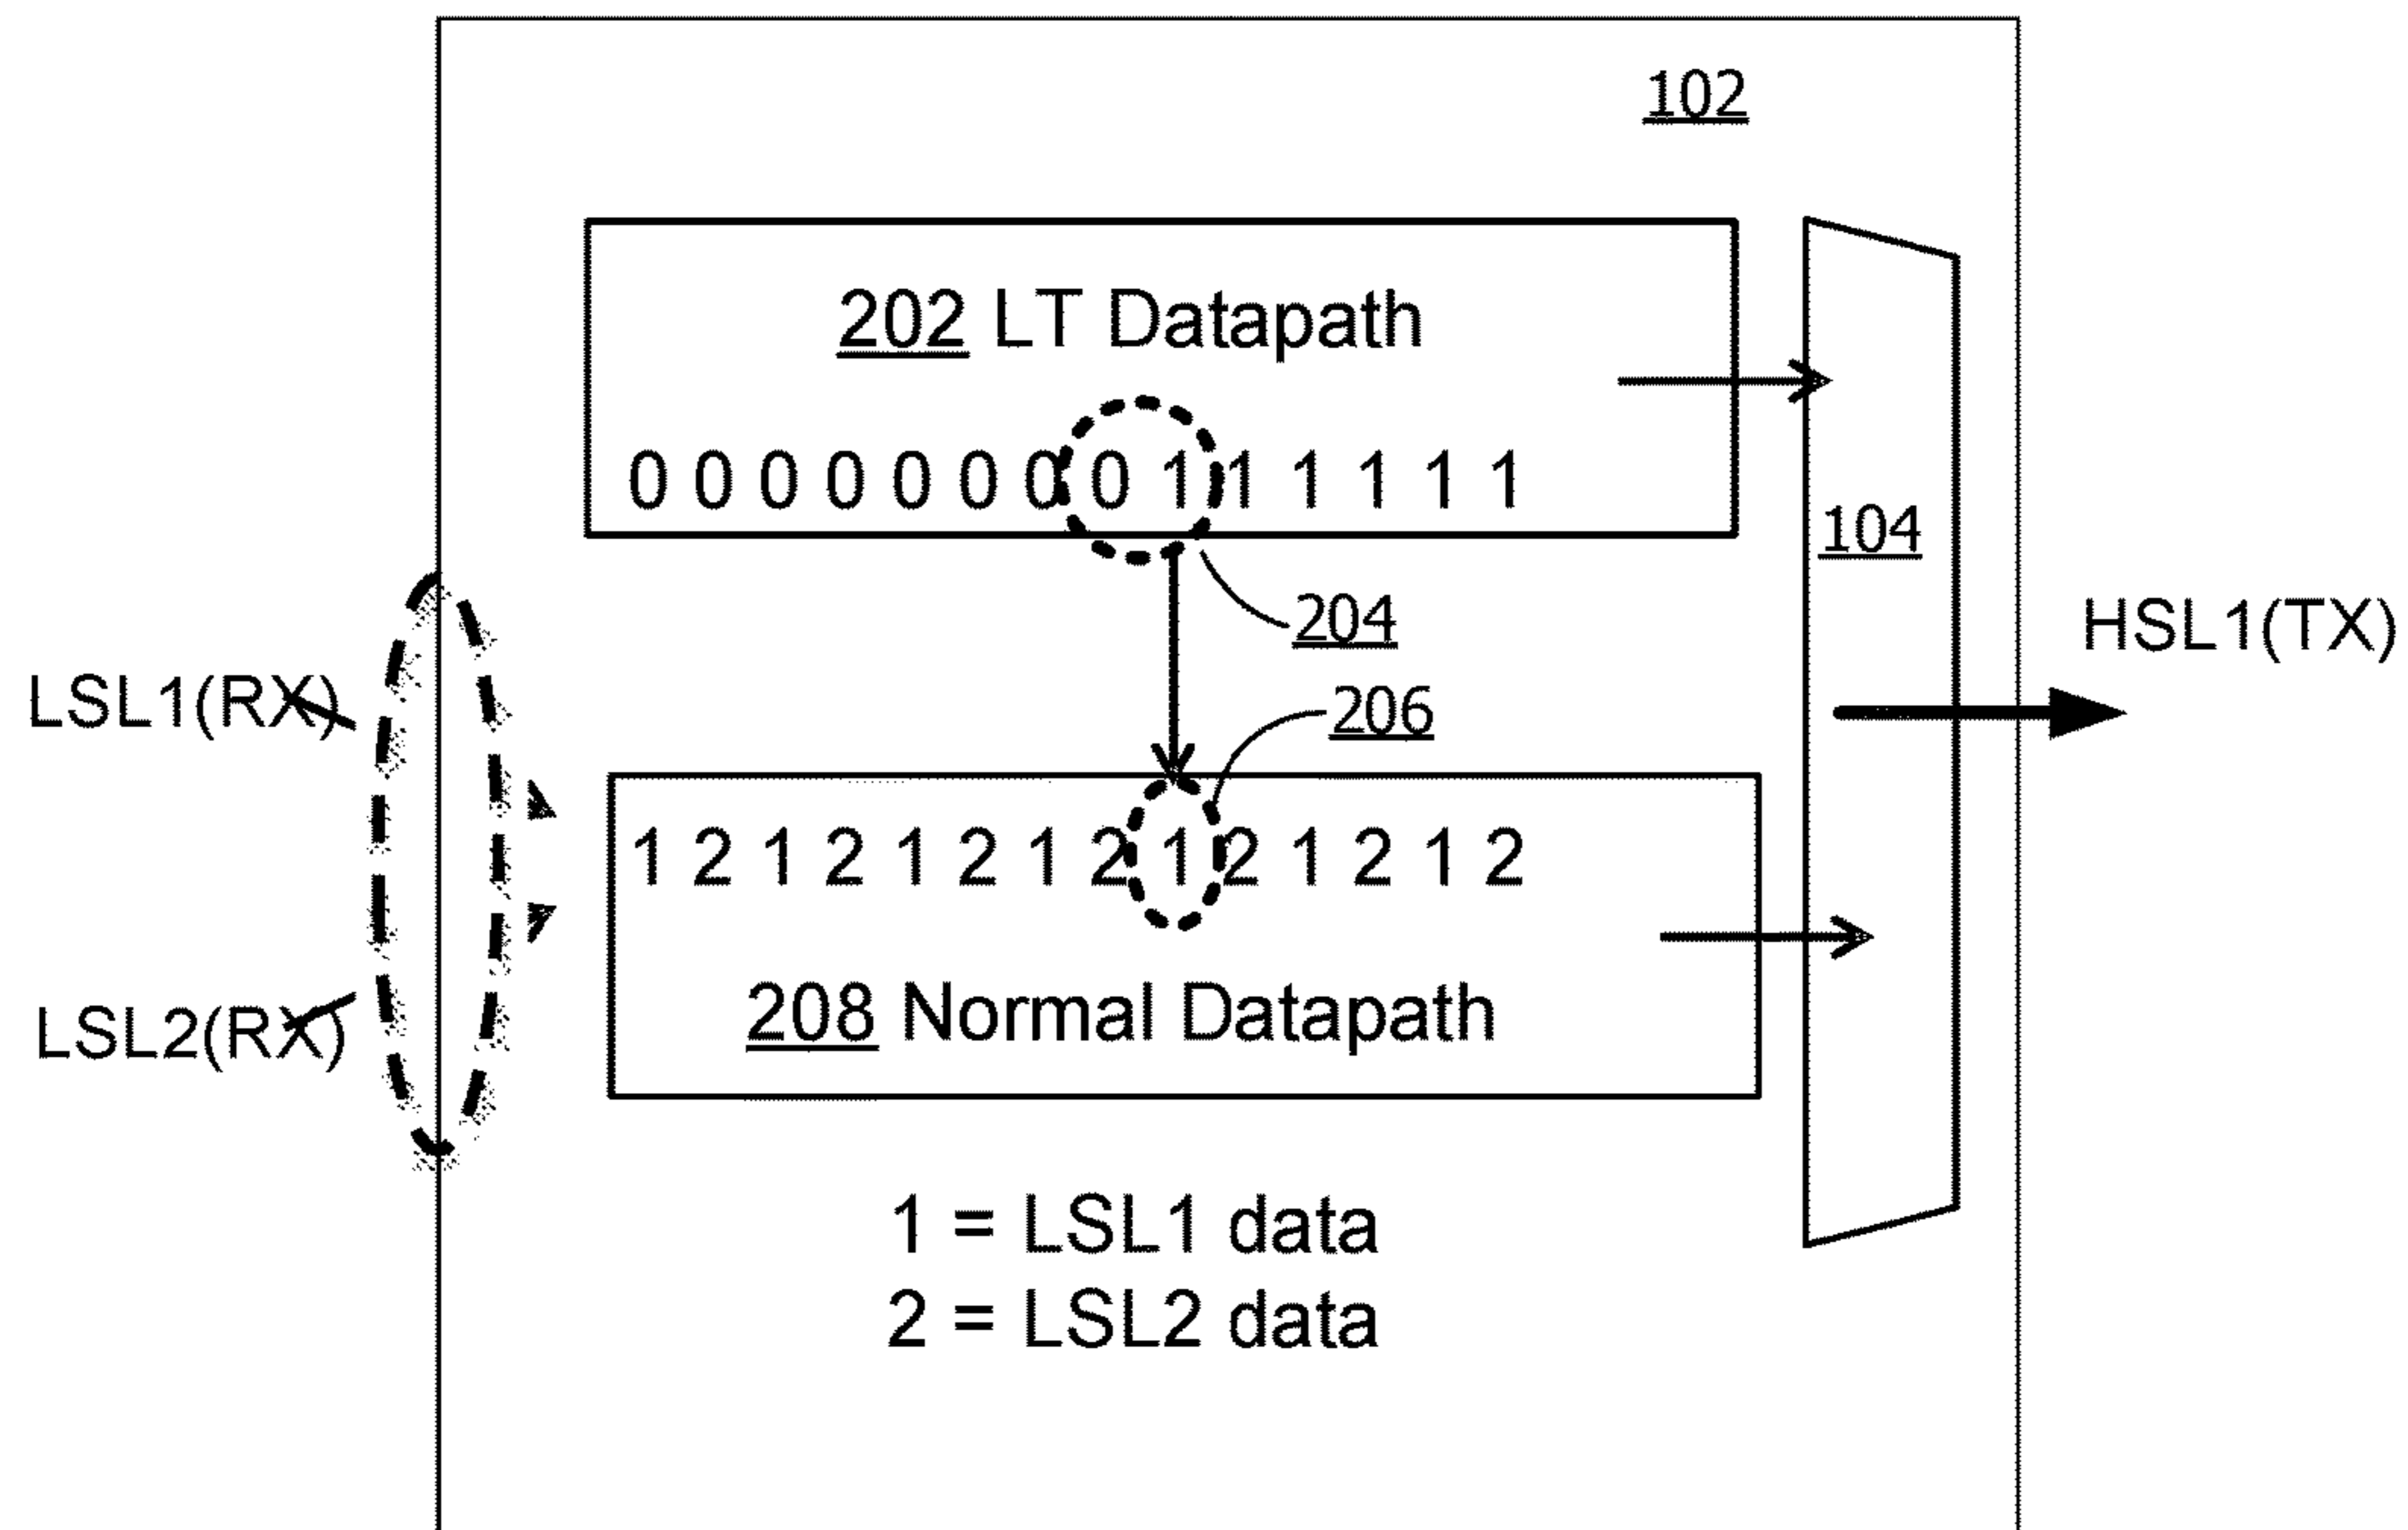 102
202 LT Datapath
0 0 0 0 0 0 0 0 1 1 1 1 1 1
104
204
HSL1(TX)
LSL1(RX)
206
1 2 1 2 1 2 1 2 1 2 1 2 1 2
208 Normal Datapath
LSL2(RX)
1 = LSL1 data
2 = LSL2 data